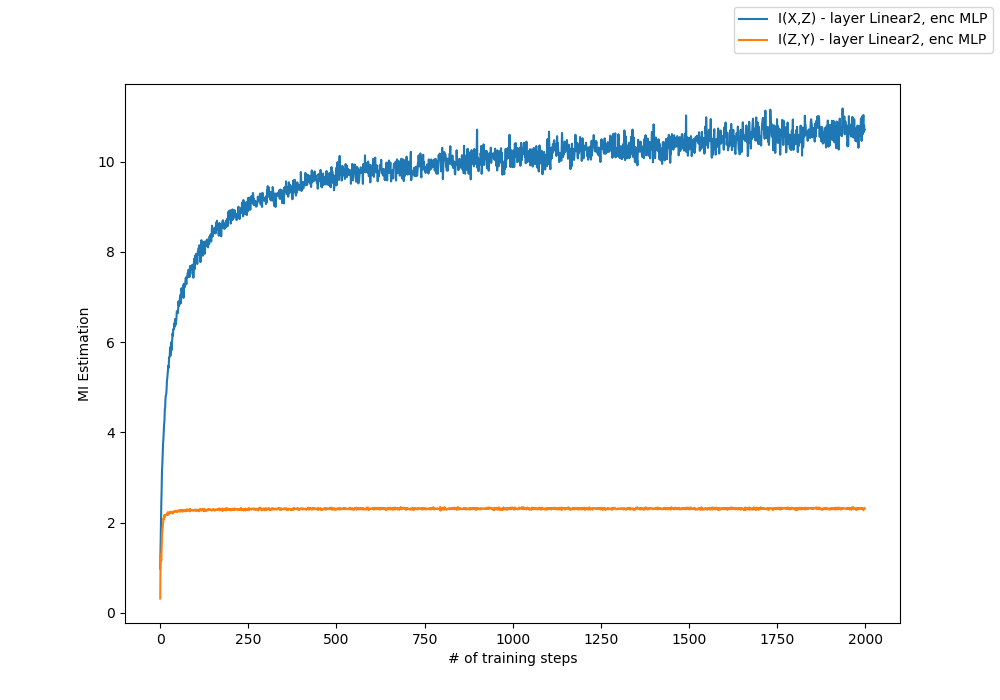 I(X,Z) - layer Linear2, enc MLP
I(Z,Y) - layer Linear2, enc MLP
10
8
6
4
2
0
MI Estimation
0 250 500 750 1000 1250 1500 1750 2000
# of training steps